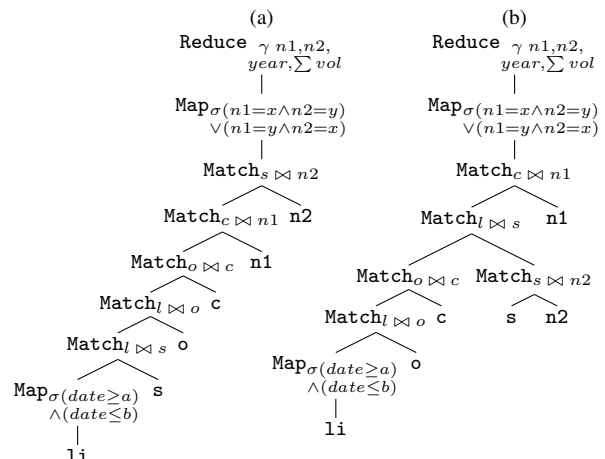 (a)
Reduce γ n1,n2,
year,∑ vol
Mapσ(n1=x∧n2=y)
∨(n1=y∧n2=x)
Matchs ⋈ n2
Matchc ⋈ n1 n2
Matcho ⋈ c n1
Matchl ⋈ o c
Matchl ⋈ s o
Mapσ(date≥a) s
∧(date≤b)
li
(b)
Reduce γ n1,n2,
year,∑ vol
Mapσ(n1=x∧n2=y)
∨(n1=y∧n2=x)
Matchc ⋈ n1
Matchl ⋈ s n1
Matcho ⋈ c Matchs ⋈ n2
Matchl ⋈ o c s n2
Mapσ(date≥a) o
∧(date≤b)
li